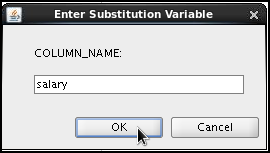 Enter Substitution Variable
COLUMN_NAME:
salary
OK
Cancel